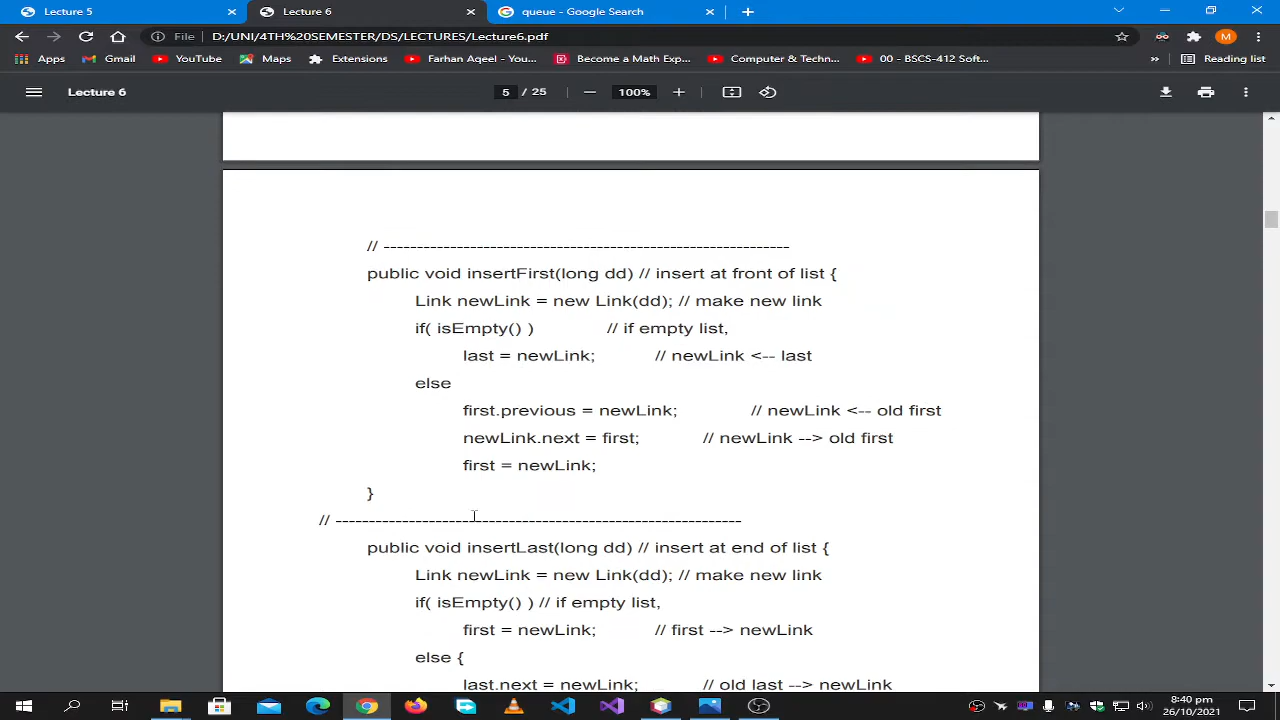 Lecture 5
Lecture 6
queue - Google Search
File
D:/UNI/4TH%20SEMESTER/DS/LECTURES/Lecture6.pdf
M
Apps
Gmail
YouTube
Maps
Extensions
Farhan Aqeel - You...
Become a Math Exp...
Computer & Techn...
00 - BSCS-412 Soft...
»
Reading list
Lecture 6
5 / 25
100%
// -------------------------------------------------------------
public void insertFirst(long dd) // insert at front of list {
Link newLink = new Link(dd); // make new link
if( isEmpty() ) // if empty list,
last = newLink; // newLink <-- last
else
first.previous = newLink; // newLink <-- old first
newLink.next = first; // newLink --> old first
first = newLink;
}
// -------------------------------------------------------------
public void insertLast(long dd) // insert at end of list {
Link newLink = new Link(dd); // make new link
if( isEmpty() ) // if empty list,
first = newLink; // first --> newLink
else {
last.next = newLink; // old last --> newLink
8:40 pm
26/10/2021